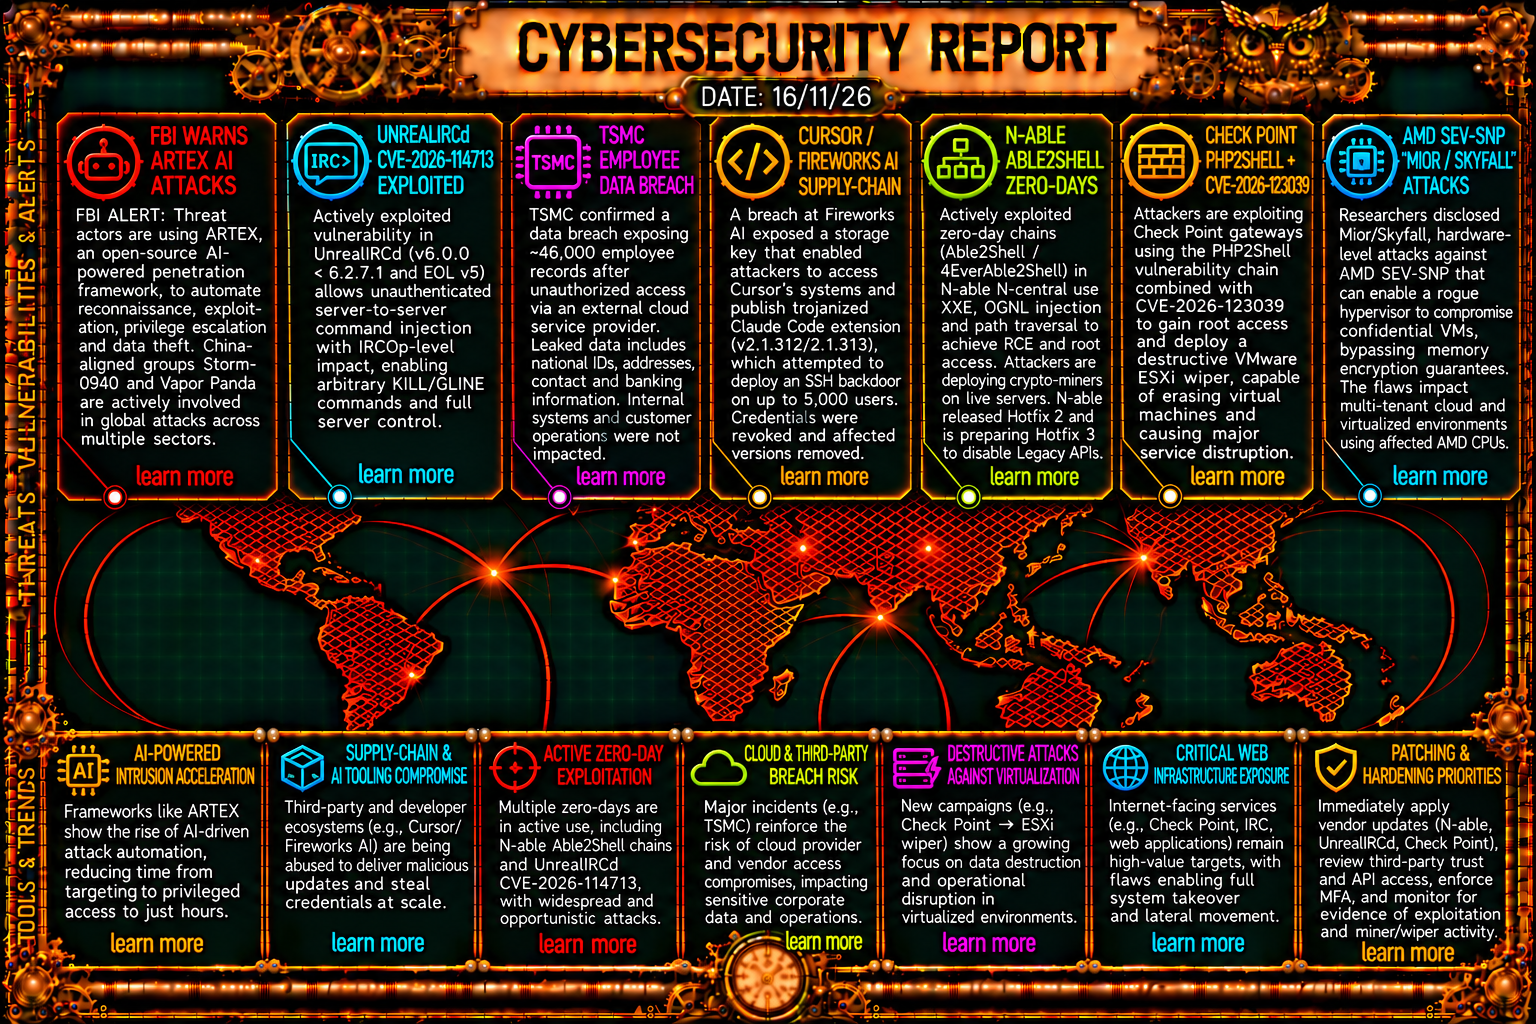 CYBERSECURITY REPORT
DATE: 16/11/26
THREATS VULNERABILITIES & ALERTS
FBI WARNS
ARTEX AI
ATTACKS
FBI ALERT: Threat
actors are using ARTEX,
an open-source AI-
powered penetration
framework, to automate
reconnaissance, exploit-
ation, privilege escalation
and data theft. China-
aligned groups Storm-
0940 and Vapor Panda
are actively involved
in global attacks across
multiple sectors.
learn more
UNREALIRCd
CVE-2026-114713
EXPLOITED
IRC>
Actively exploited
vulnerability in
UnrealIRCd (v6.0.0
< 6.2.7.1 and EOL v5)
allows unauthenticated
server-to-server
command injection
with IRCOp-level
impact, enabling
arbitrary KILL/GLINE
commands and full
server control.
learn more
TSMC
EMPLOYEE
DATA BREACH
TSMC
TSMC confirmed a
data breach exposing
~46,000 employee
records after
unauthorized access
via an external cloud
service provider.
Leaked data includes
national IDs, addresses,
contact and banking
information. Internal
systems and customer
operations were not
impacted.
learn more
CURSOR /
FIREWORKS AI
SUPPLY-CHAIN
</>
A breach at Fireworks
AI exposed a storage
key that enabled
attackers to access
Cursor's systems and
publish trojanized
Claude Code extension
(v2.1.312/2.1.313),
which attempted to
deploy an SSH backdoor
on up to 5,000 users.
Credentials were
revoked and affected
versions removed.
learn more
N-ABLE
ABLE2SHELL
ZERO-DAYS
Actively exploited
zero-day chains
(Able2Shell /
4EverAble2Shell) in
N-able N-central use
XXE, OGNL injection
and path traversal to
achieve RCE and root
access. Attackers are
deploying crypto-miners
on live servers. N-able
released Hotfix 2 and
is preparing Hotfix 3
to disable Legacy APIs.
learn more
CHECK POINT
PHP2SHELL +
CVE-2026-123039
Attackers are exploiting
Check Point gateways
using the PHP2Shell
vulnerability chain
combined with
CVE-2026-123039
to gain root access
and deploy a
destructive VMware
ESXi wiper, capable
of erasing virtual
machines and
causing major
service distruption.
learn more
AMD SEV-SNP
"MIOR / SKYFALL"
ATTACKS
Researchers disclosed
Mior/Skyfall, hardware-
level attacks against
AMD SEV-SNP that
can enable a rogue
hypervisor to compromise
confidential VMs,
bypassing memory
encryption guarantees.
The flaws impact
multi-tenant cloud and
virtualized environments
using affected AMD CPUs.
learn more
TOOLS & TRENDS
AI
AI-POWERED
INTRUSION ACCELERATION
Frameworks like ARTEX
show the rise of AI-driven
attack automation,
reducing time from
targeting to privileged
access to just hours.
learn more
SUPPLY-CHAIN &
AI TOOLING COMPROMISE
Third-party and developer
ecosystems (e.g., Cursor/
Fireworks AI) are being
abused to deliver malicious
updates and steal
credentials at scale.
learn more
ACTIVE ZERO-DAY
EXPLOITATION
Multiple zero-days are
in active use, including
N-able Able2Shell chains
and UnrealIRCd
CVE-2026-114713,
with widespread and
opportunistic attacks.
learn more
CLOUD & THIRD-PARTY
BREACH RISK
Major incidents (e.g.,
TSMC) reinforce the
risk of cloud provider
and vendor access
compromises, impacting
sensitive corporate
data and operations.
learn more
DESTRUCTIVE ATTACKS
AGAINST VIRTUALIZATION
New campaigns (e.g.,
Check Point → ESXi
wiper) show a growing
focus on data destruction
and operational
disruption in
virtualized environments.
learn more
CRITICAL WEB
INFRASTRUCTURE EXPOSURE
Internet-facing services
(e.g., Check Point, IRC,
web applications) remain
high-value targets, with
flaws enabling full
system takeover
and lateral movement.
learn more
PATCHING &
HARDENING PRIORITIES
Immediately apply
vendor updates (N-able,
UnrealIRCd, Check Point),
review third-party trust
and API access, enforce
MFA, and monitor for
evidence of exploitation
and miner/wiper activity.
learn more